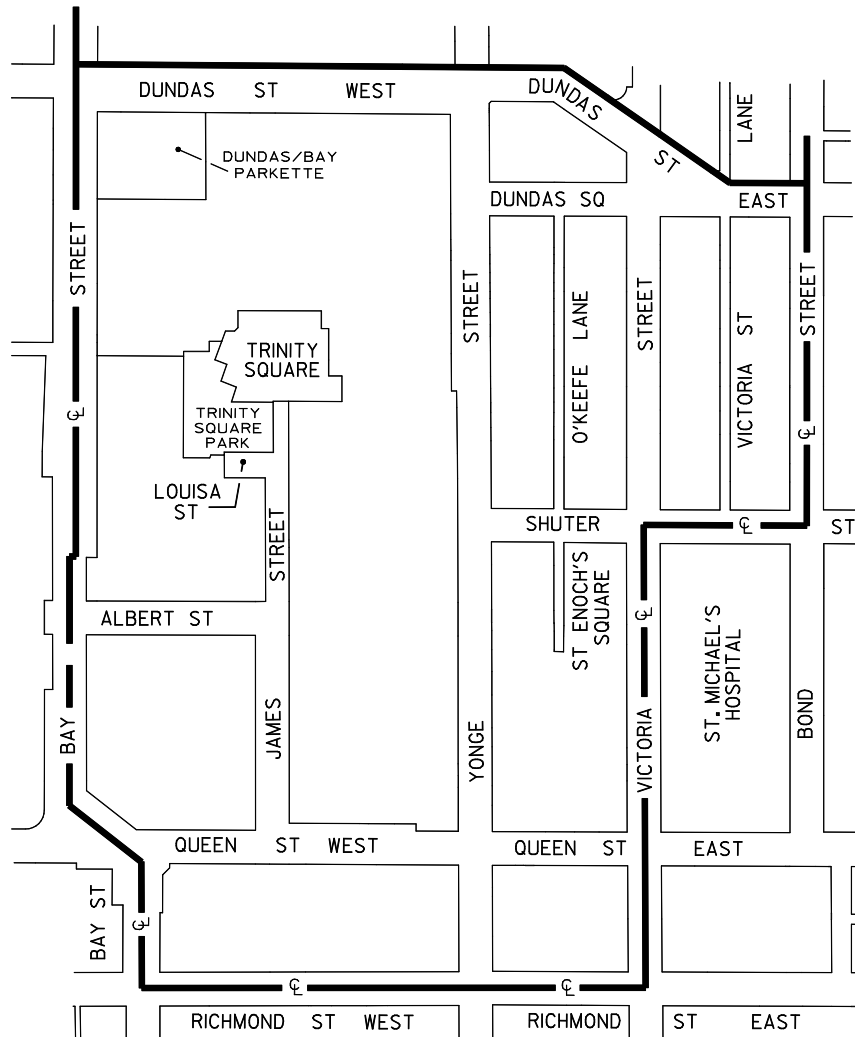 DUNDAS ST WEST
DUNDAS ST EAST
LANE
DUNDAS/BAY
PARKETTE
DUNDAS SQ
STREET
STREET
STREET
STREET
O'KEEFE LANE
VICTORIA ST
TRINITY
SQUARE
℄
TRINITY
SQUARE
PARK
℄
LOUISA
ST
STREET
SHUTER ℄ ST
ST ENOCH'S
SQUARE
℄
ALBERT ST
ST. MICHAEL'S
HOSPITAL
BAY
JAMES
YONGE
VICTORIA
BOND
QUEEN ST WEST
QUEEN ST EAST
BAY ST
℄
℄
℄
RICHMOND ST WEST
RICHMOND ST EAST